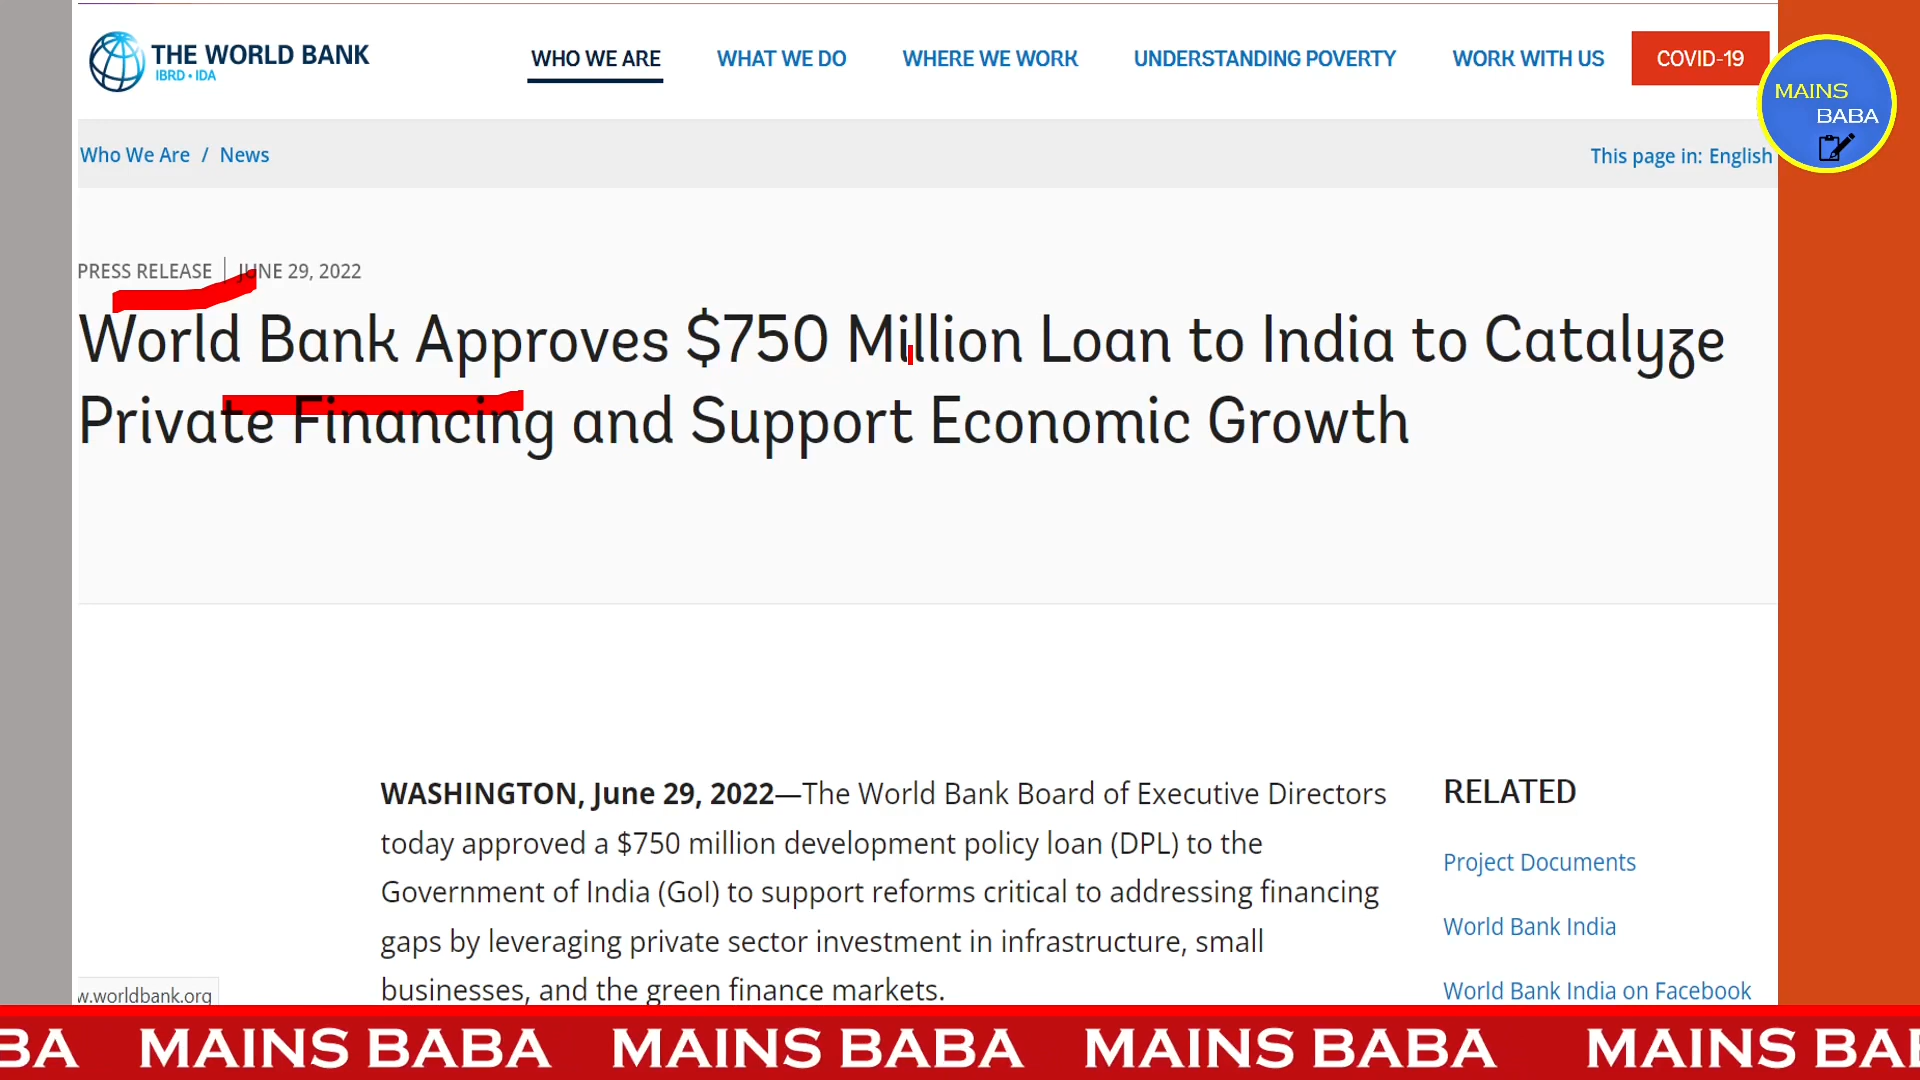 THE WORLD BANK
IBRD • IDA
WHO WE ARE
WHAT WE DO
WHERE WE WORK
UNDERSTANDING POVERTY
WORK WITH US
COVID-19
MAINS
BABA
Who We Are / News
This page in: English
PRESS RELEASE | JUNE 29, 2022
World Bank Approves $750 Million Loan to India to Catalyze
Private Financing and Support Economic Growth
WASHINGTON, June 29, 2022—The World Bank Board of Executive Directors
today approved a $750 million development policy loan (DPL) to the
Government of India (GoI) to support reforms critical to addressing financing
gaps by leveraging private sector investment in infrastructure, small
businesses, and the green finance markets.
RELATED
Project Documents
World Bank India
World Bank India on Facebook
w.worldbank.org
BA MAINS BABA MAINS BABA MAINS BABA MAINS BA